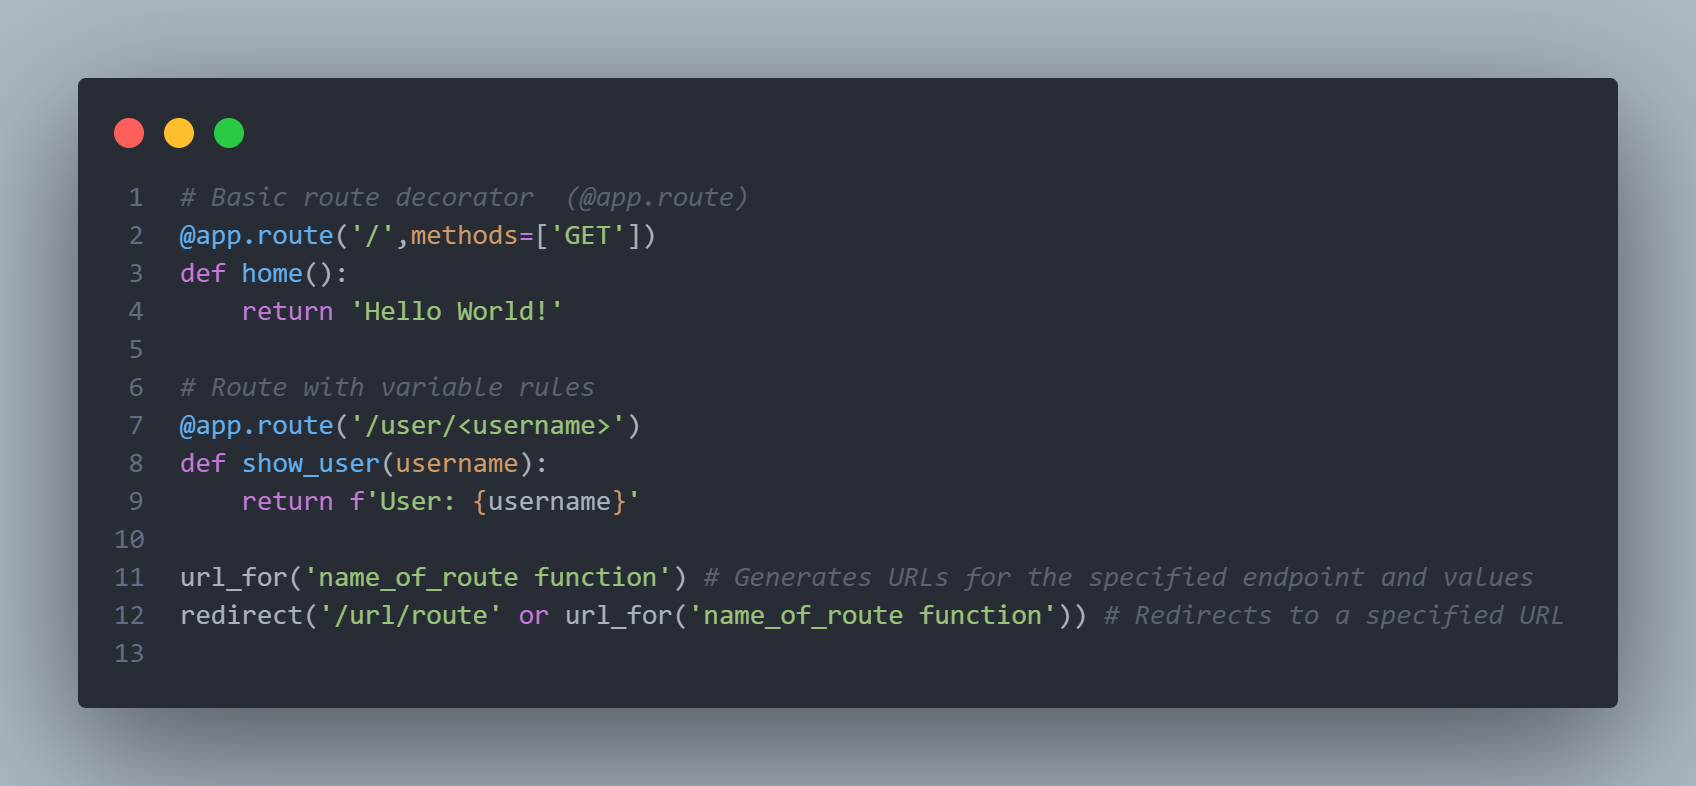 1 # Basic route decorator  (@app.route)
2 @app.route('/',methods=['GET'])
3 def home():
4     return 'Hello World!'
5
6 # Route with variable rules
7 @app.route('/user/<username>')
8 def show_user(username):
9     return f'User: {username}'
10
11 url_for('name_of_route function') # Generates URLs for the specified endpoint and values
12 redirect('/url/route' or url_for('name_of_route function')) # Redirects to a specified URL
13